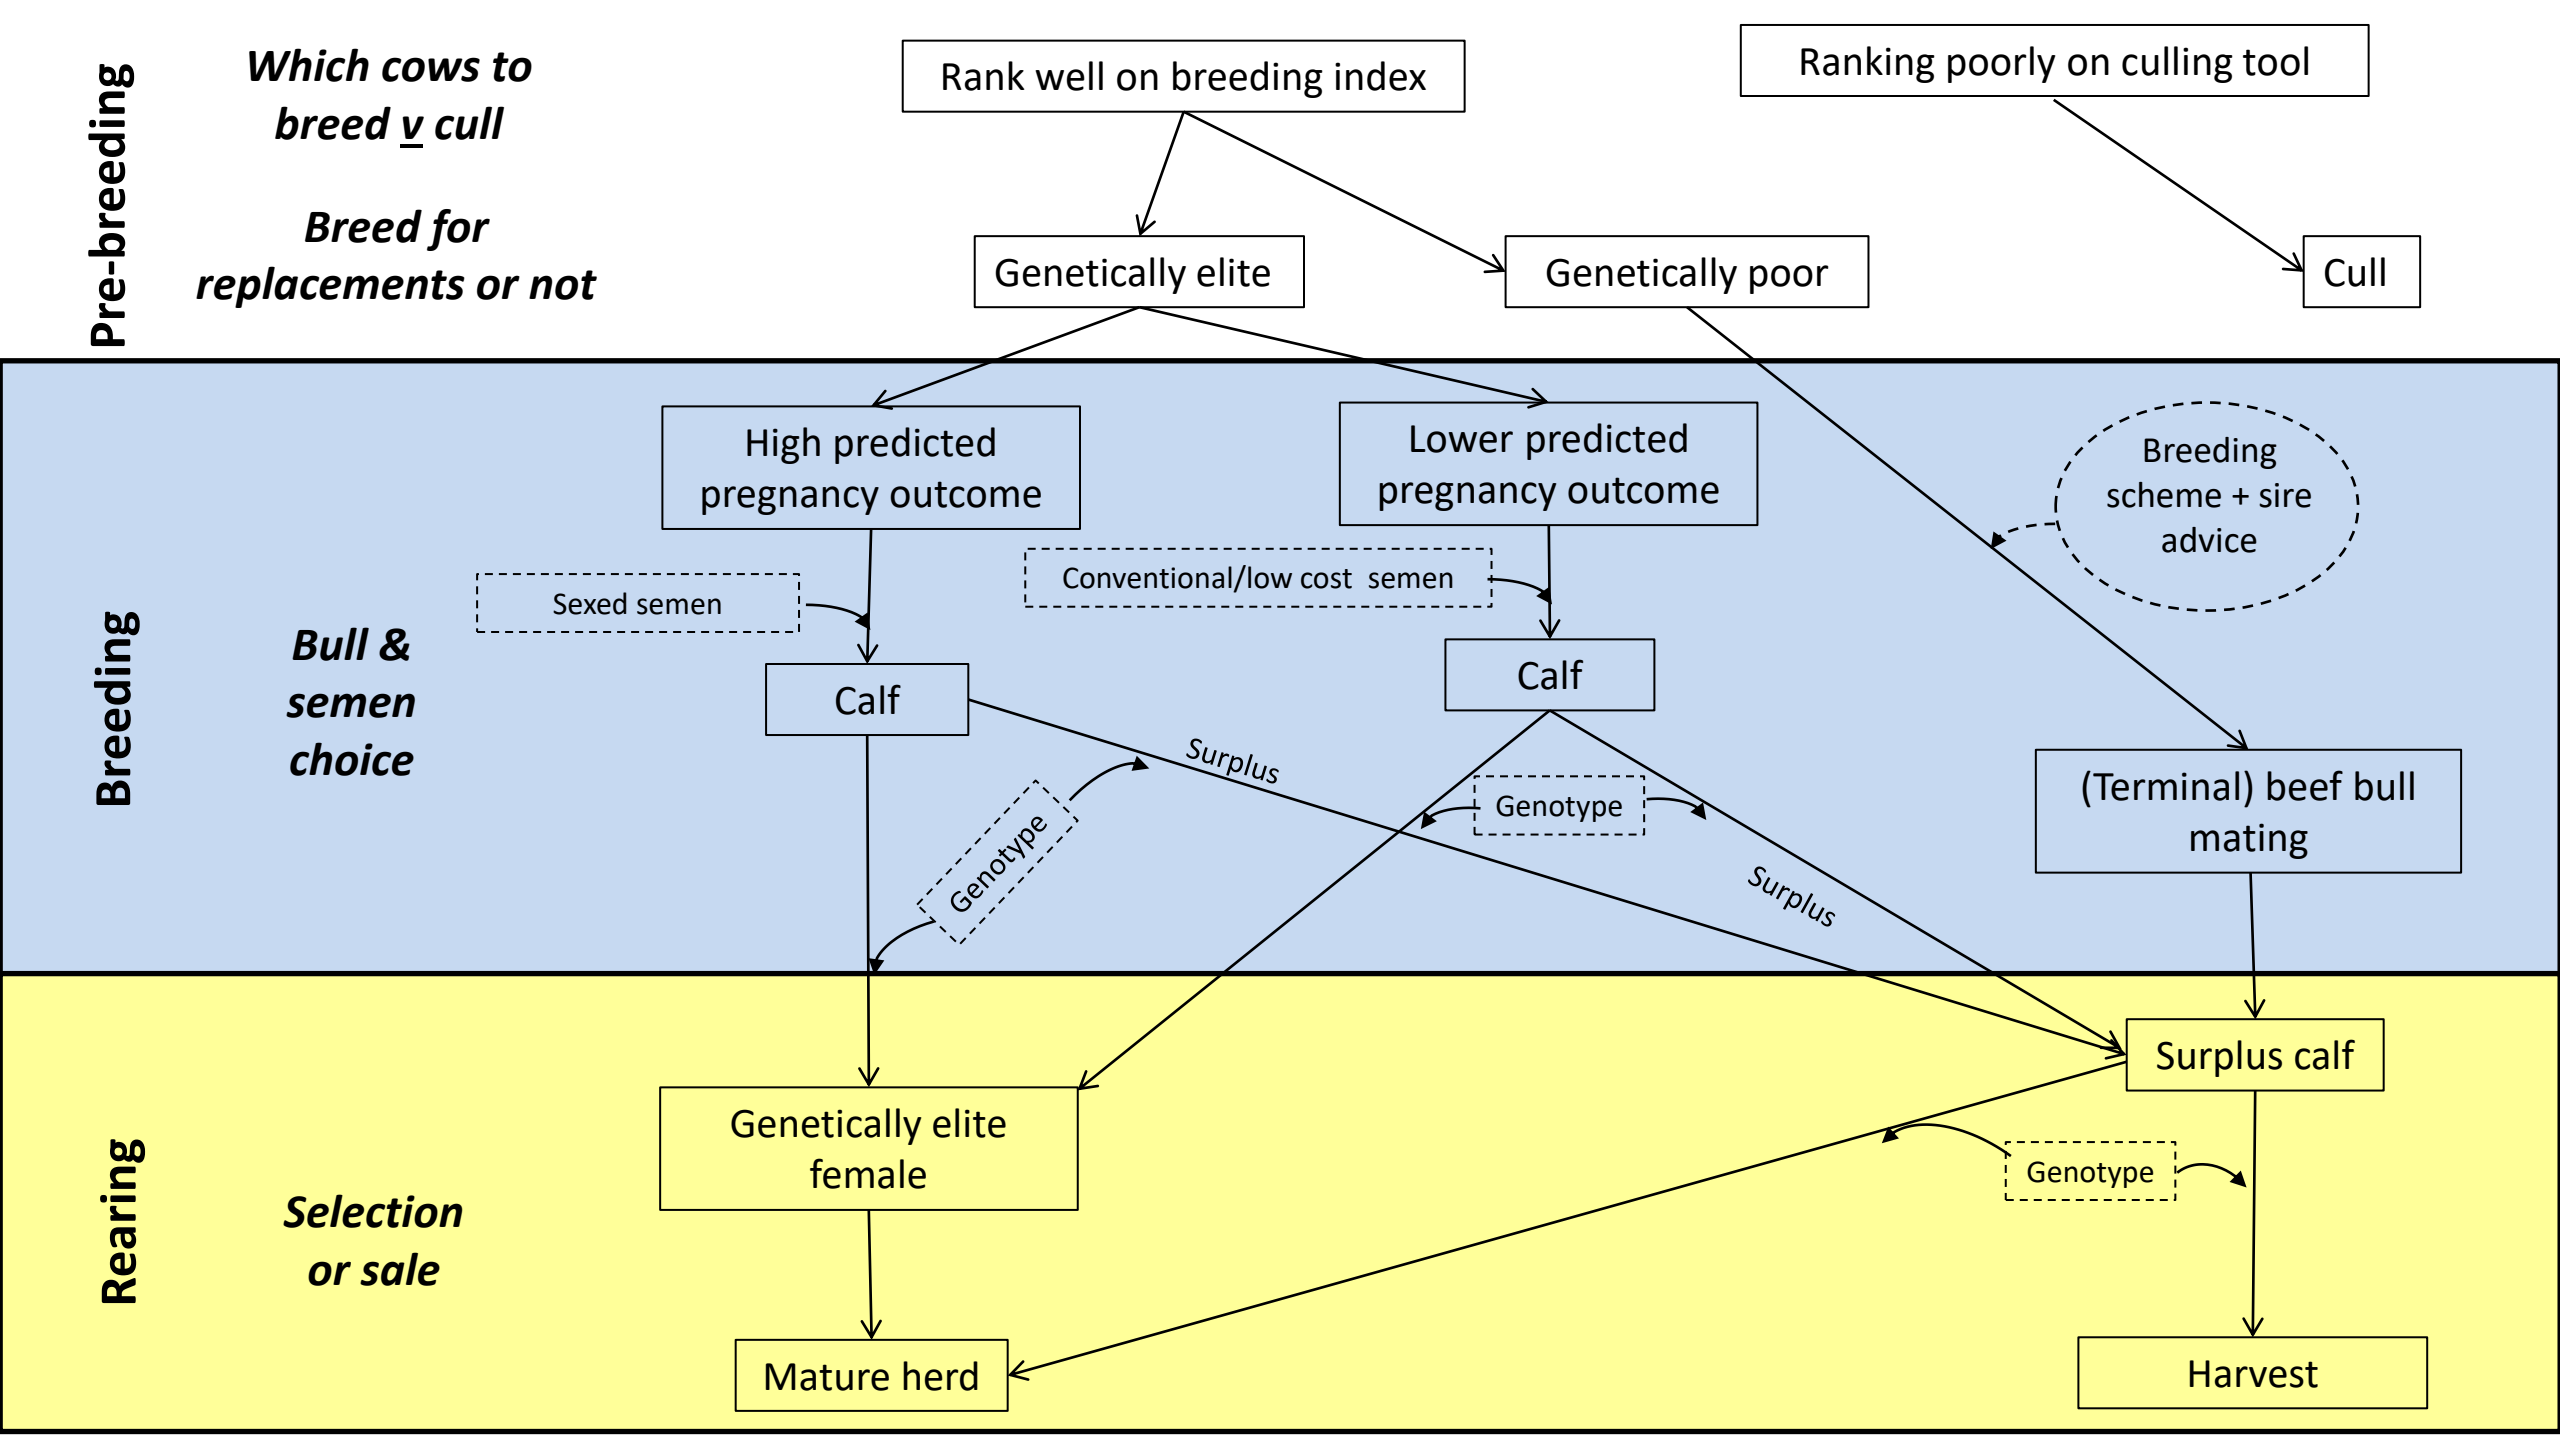 Pre-breeding
Which cows to
breed v cull
Breed for
replacements or not
Rank well on breeding index
Ranking poorly on culling tool
Genetically elite
Genetically poor
Cull
Breeding
Bull &
semen
choice
High predicted
pregnancy outcome
Lower predicted
pregnancy outcome
Breeding
scheme + sire
advice
Sexed semen
Conventional/low cost  semen
Calf
Calf
Surplus
Genotype
Genotype
Surplus
(Terminal) beef bull
mating
Rearing
Selection
or sale
Surplus calf
Genetically elite
female
Genotype
Mature herd
Harvest